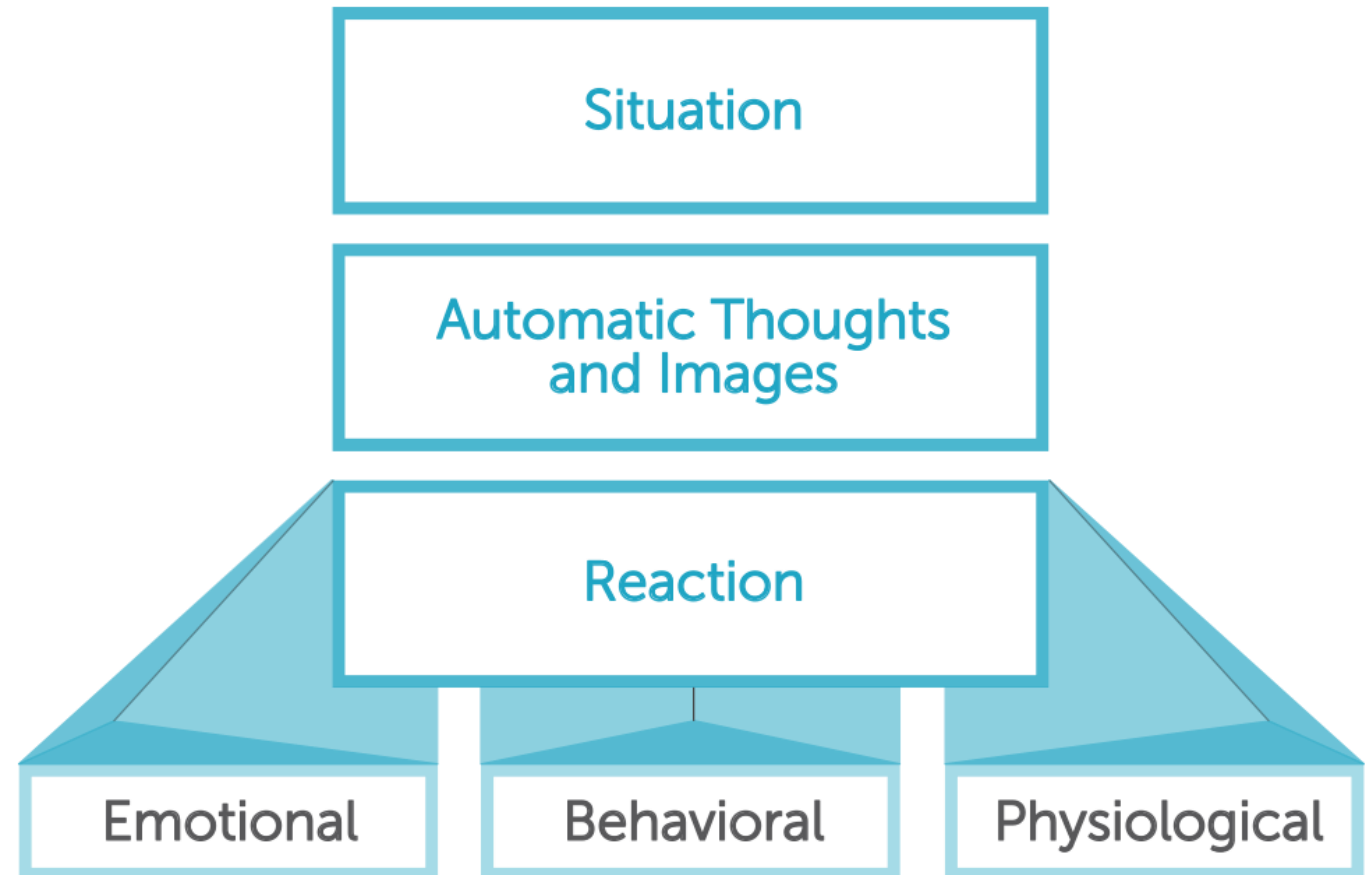 Situation
Automatic Thoughts
and Images
Reaction
Emotional
Behavioral
Physiological